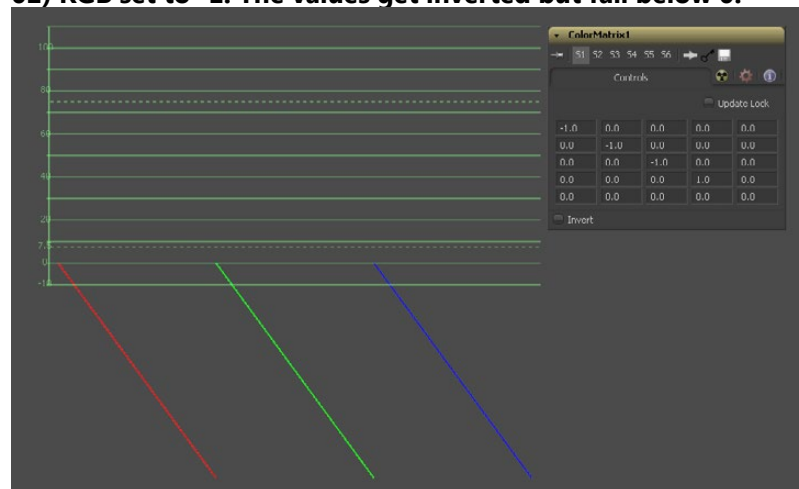 02) RGB set to -1. The values get inverted but fall below 0.
ColorMatrix1
S1 S2 S3 S4 S5 S6
Controls
Update Lock
100
80
60
40
20
7.5
0
-10
-1.0 0.0 0.0 0.0 0.0
0.0 -1.0 0.0 0.0 0.0
0.0 0.0 -1.0 0.0 0.0
0.0 0.0 0.0 1.0 0.0
0.0 0.0 0.0 0.0 0.0
Invert